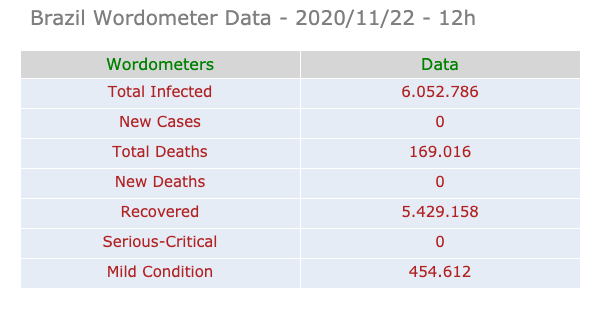 Brazil Wordometer Data - 2020/11/22 - 12h
Wordometers Data
Total Infected 6.052.786
New Cases 0
Total Deaths 169.016
New Deaths 0
Recovered 5.429.158
Serious-Critical 0
Mild Condition 454.612